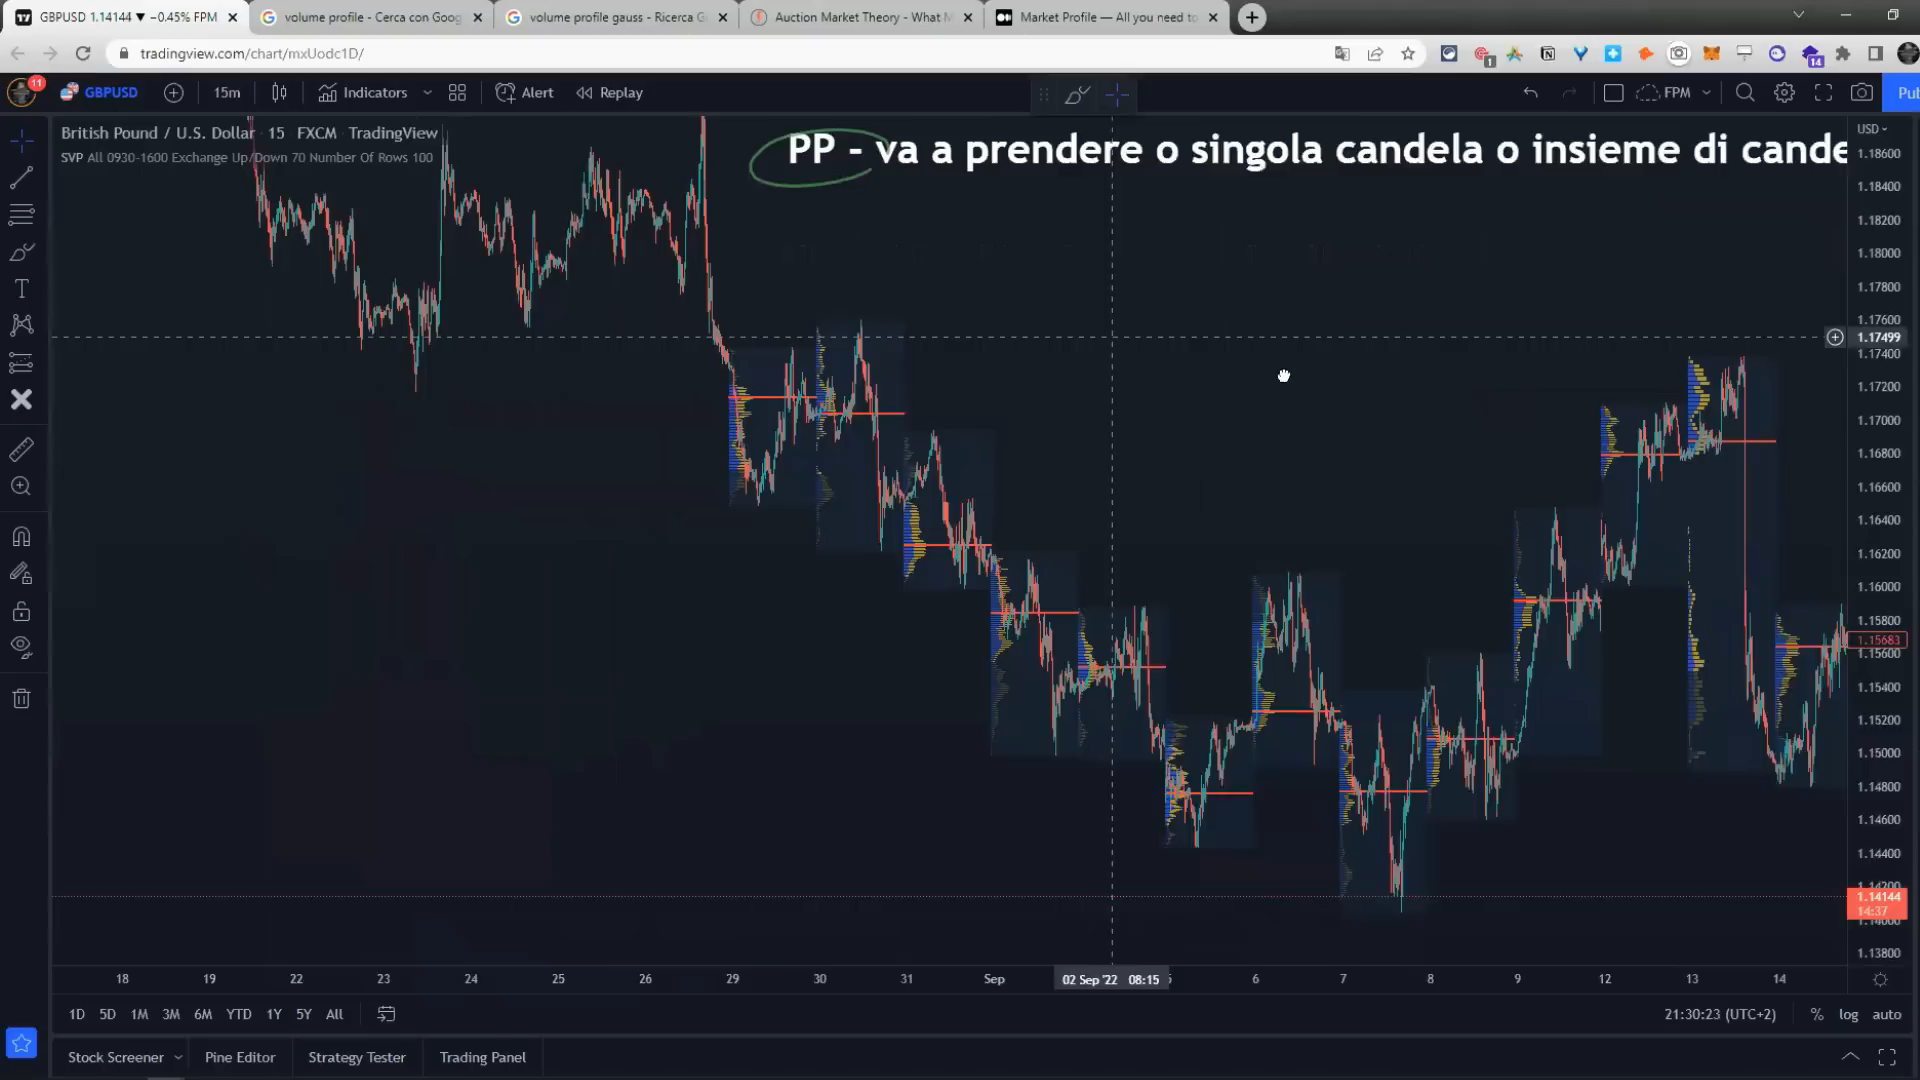 GBPUSD 1.14144 ▼ −0.45% FPM
volume profile - Cerca con Goog
volume profile gauss - Ricerca G
Auction Market Theory - What M
Market Profile — All you need to
tradingview.com/chart/mxUodc1D/
1
14
11
GBPUSD
15m
Indicators
Alert
Replay
FPM
Pub
British Pound / U.S. Dollar · 15 · FXCM · TradingView
SVP All 0930-1600 Exchange Up/Down 70 Number Of Rows 100
PP - va a prendere o singola candela o insieme di cande
USD
1.18600
1.18400
1.18200
1.18000
1.17800
1.17600
1.17499
1.17400
1.17200
1.17000
1.16800
1.16600
1.16400
1.16200
1.16000
1.15800
1.15683
1.15600
1.15400
1.15200
1.15000
1.14800
1.14600
1.14400
1.14200
1.14144
14:37
1.14000
1.13800
18 19 22 23 24 25 26 29 30 31 Sep 02 Sep '22 08:15 6 7 8 9 12 13 14
1D 5D 1M 3M 6M YTD 1Y 5Y All
21:30:23 (UTC+2) % log auto
Stock Screener Pine Editor Strategy Tester Trading Panel